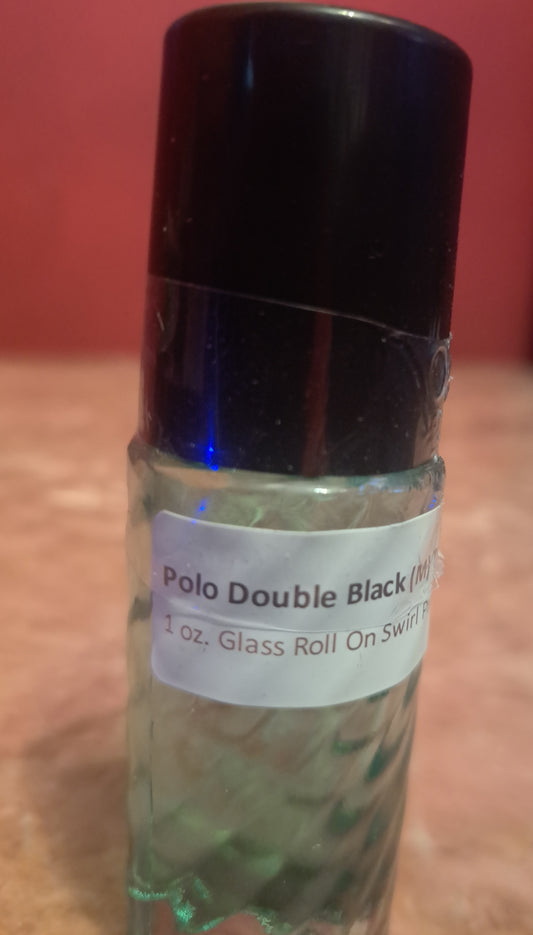 Polo Double Black (M)
1 oz. Glass Roll On Swirl